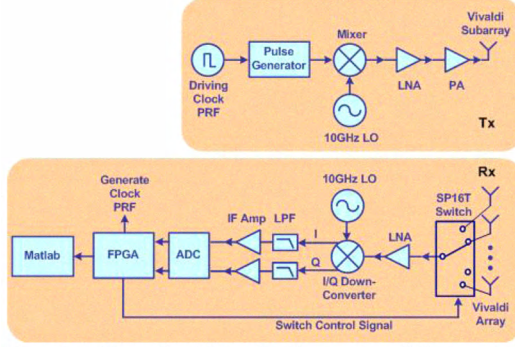 Vivaldi
Subarray
Mixer
Pulse
Generator
Driving
Clock
PRF
LNA
PA
10GHz LO
Tx
Rx
Generate
Clock
PRF
10GHz LO
SP16T
Switch
IF Amp
LPF
I
LNA
Matlab
FPGA
ADC
Q
I/Q Down-
Converter
Vivaldi
Array
Switch Control Signal